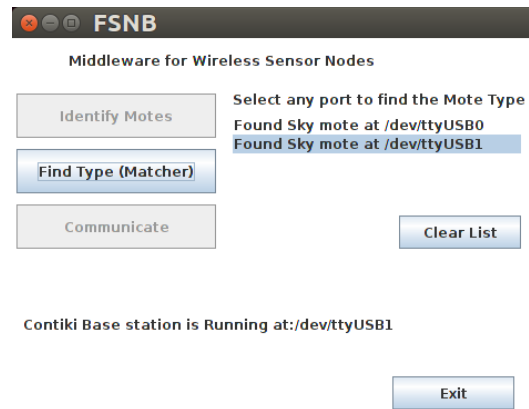 FSNB
Middleware for Wireless Sensor Nodes
Identify Motes
Select any port to find the Mote Type
Found Sky mote at /dev/ttyUSB0
Found Sky mote at /dev/ttyUSB1
Find Type (Matcher)
Communicate
Clear List
Contiki Base station is Running at:/dev/ttyUSB1
Exit